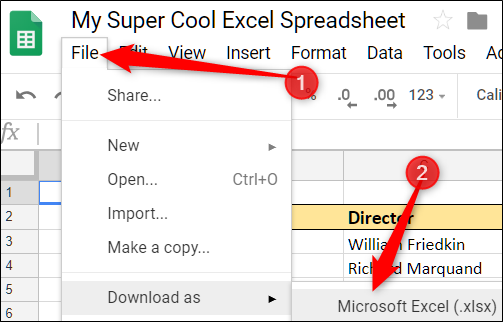 My Super Cool Excel Spreadsheet
File Edit View Insert Format Data Tools
1
% .0 .00 123
fx
Share...
New
Open... Ctrl+O
Import...
Make a copy...
Download as
2
Microsoft Excel (.xlsx)
1
2 Director
3 William Friedkin
4 Richard Marquand
5
6